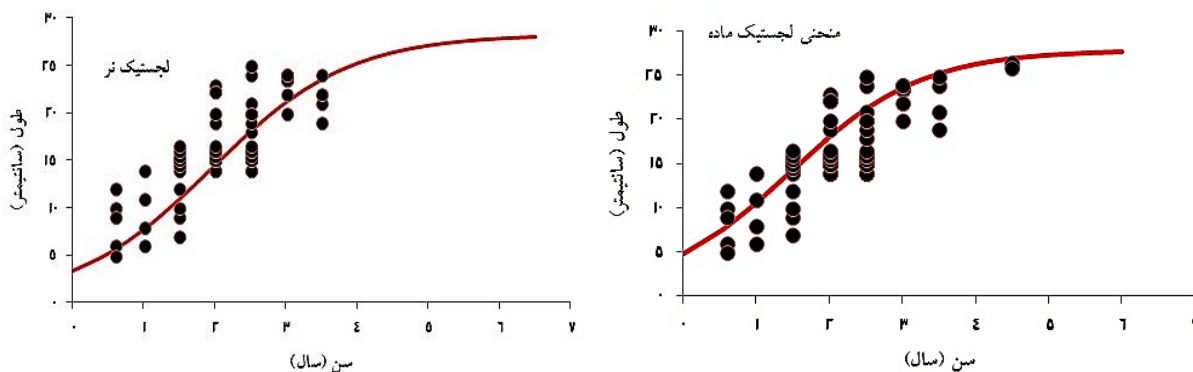 لجستیک نر
طول (سانتیمتر)
٣٠
٢٥
٢٠
١٥
١٠
٥
٠
٠ ١ ٢ ٣ ٤ ٥ ٦ ٧
سن (سال)
منحنی لجستیک ماده
طول (سانتیمتر)
٣٠
٢٥
٢٠
١٥
١٠
٥
٠
٠ ١ ٢ ٣ ٤ ٥ ٦
سن (سال)